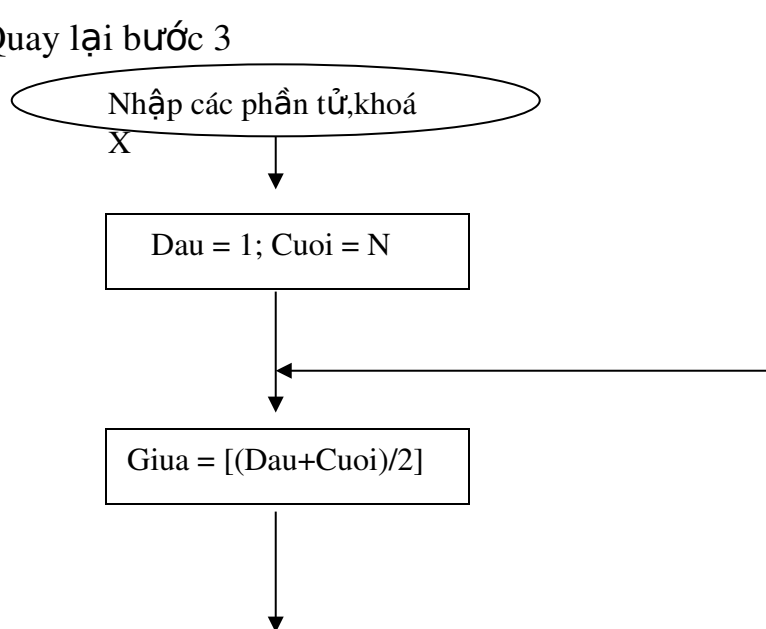 Quay lại bước 3
Nhập các phần tử,khoá
X
Dau = 1; Cuoi = N
Giua = [(Dau+Cuoi)/2]